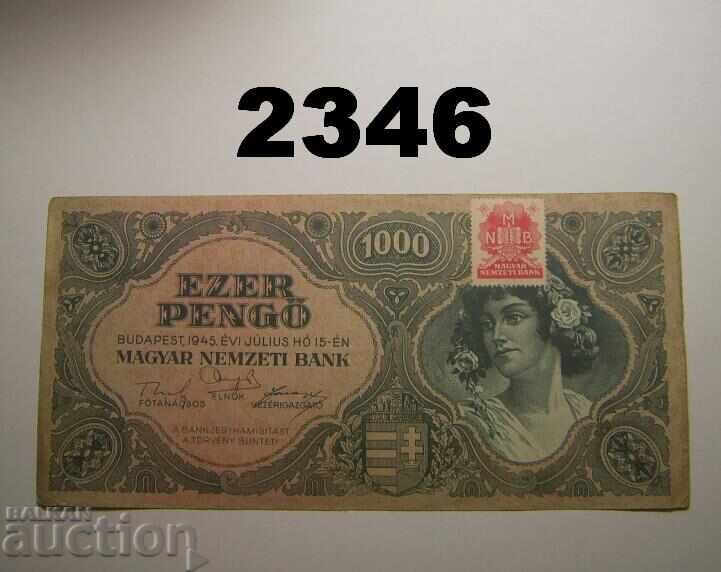 2346
1000
M
N B
MAGYAR
NEMZETI BANK
EZER
PENGŐ
BUDAPEST, 1945. ÉVI JÚLIUS HÓ 15-ÉN
MAGYAR NEMZETI BANK
ELNÖK
FŐTANÁCSOS VEZÉRIGAZGATÓ
A BANKJEGYHAMISÍTÁST
A TÖRVÉNY BÜNTETI
BALKAN
auction